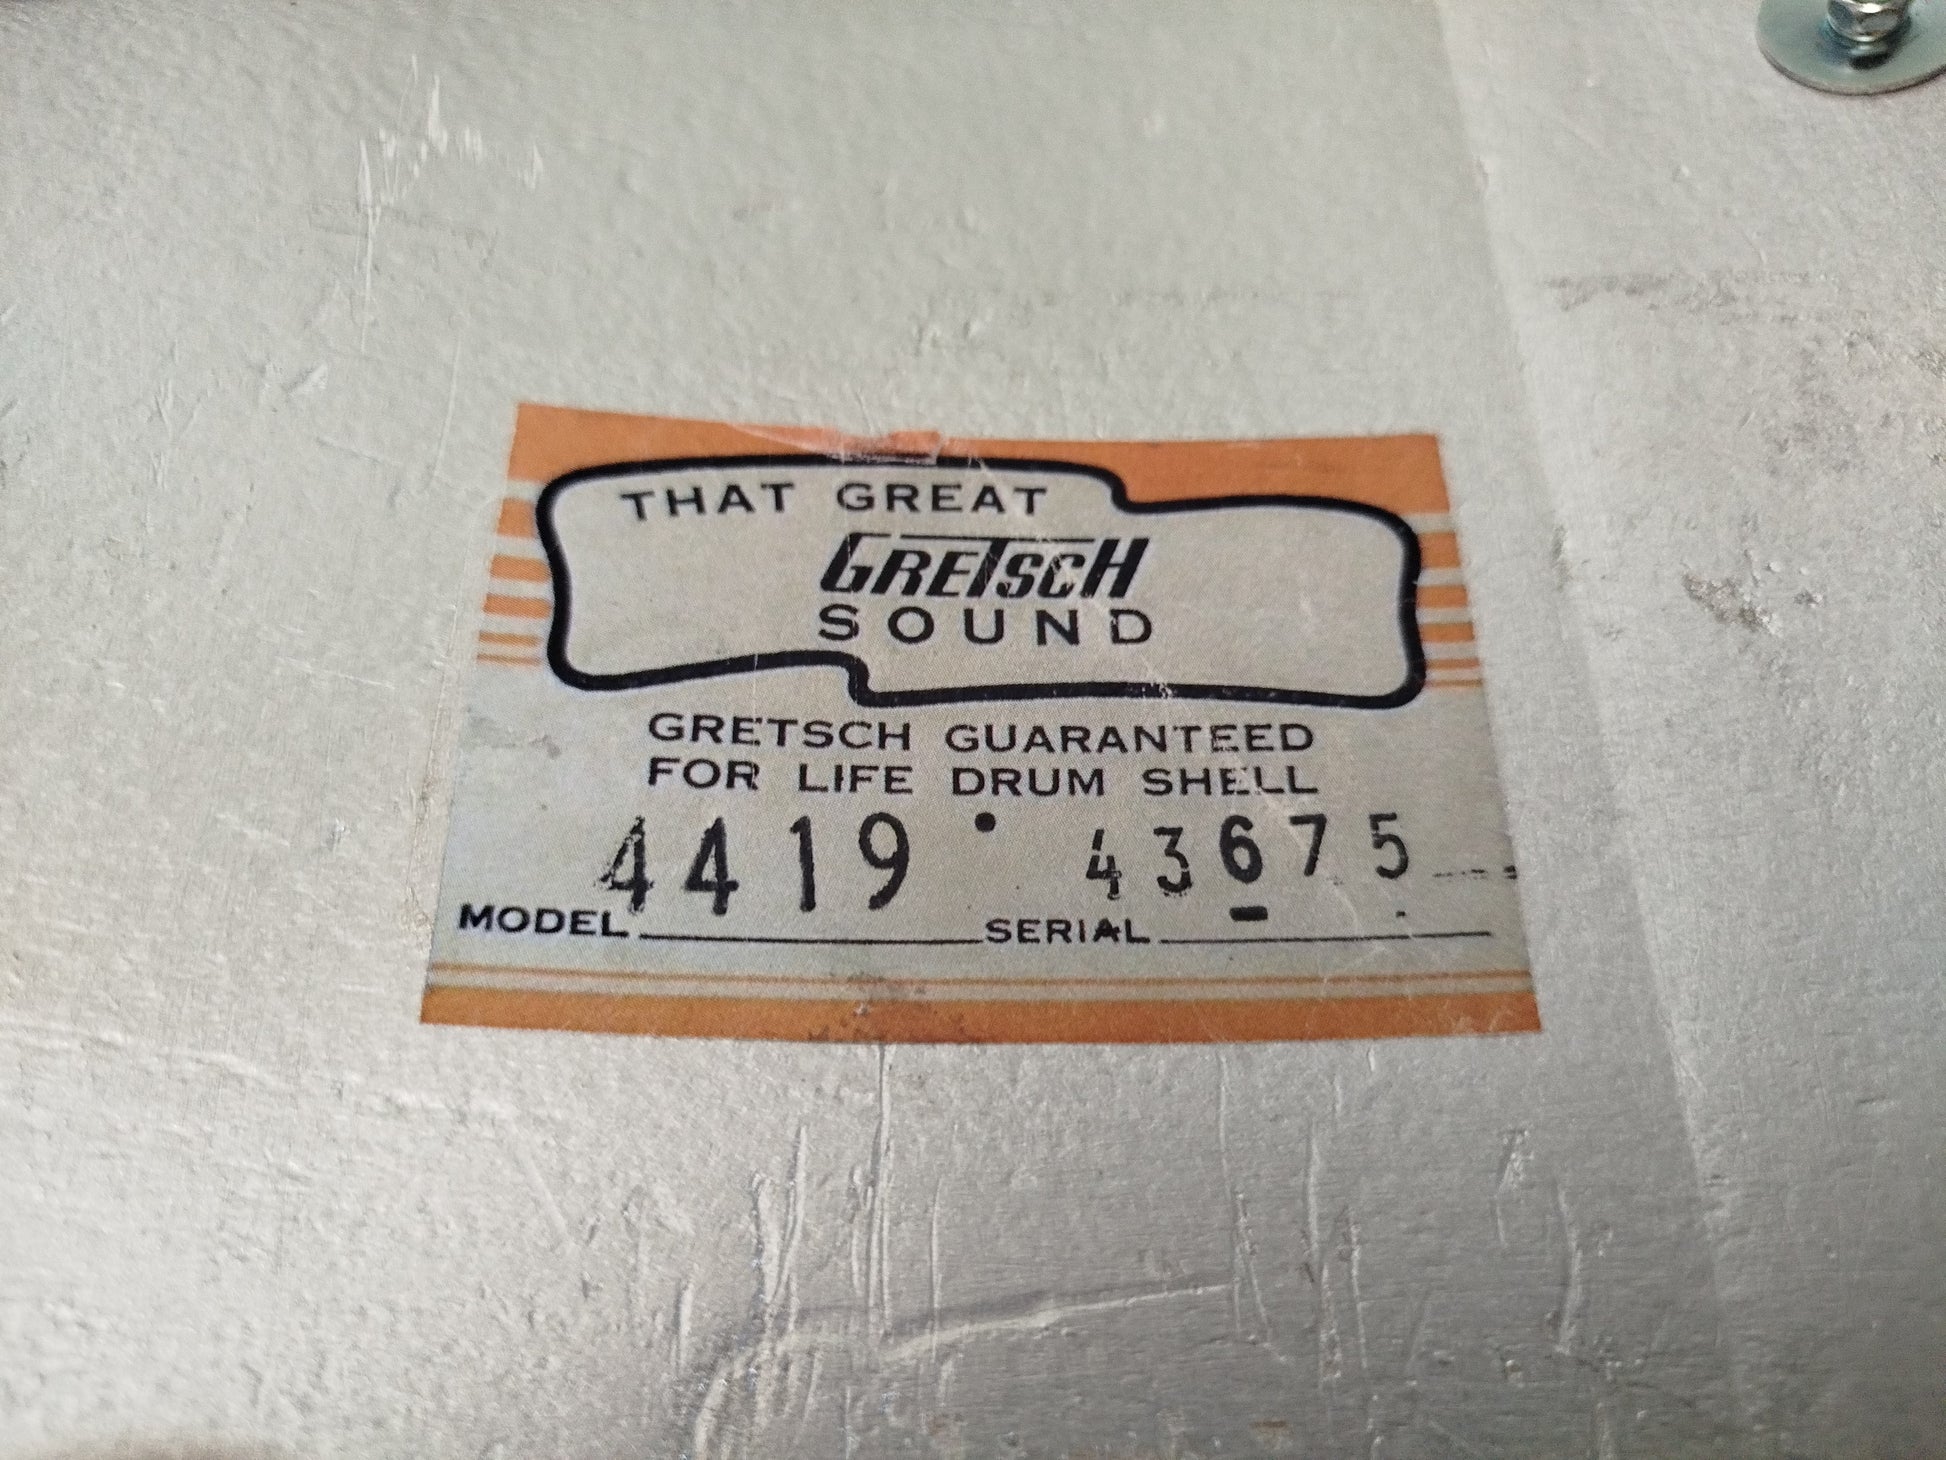 THAT GREAT
GRETSCH
SOUND
GRETSCH GUARANTEED
FOR LIFE DRUM SHELL
MODEL 4419 • SERIAL 43675